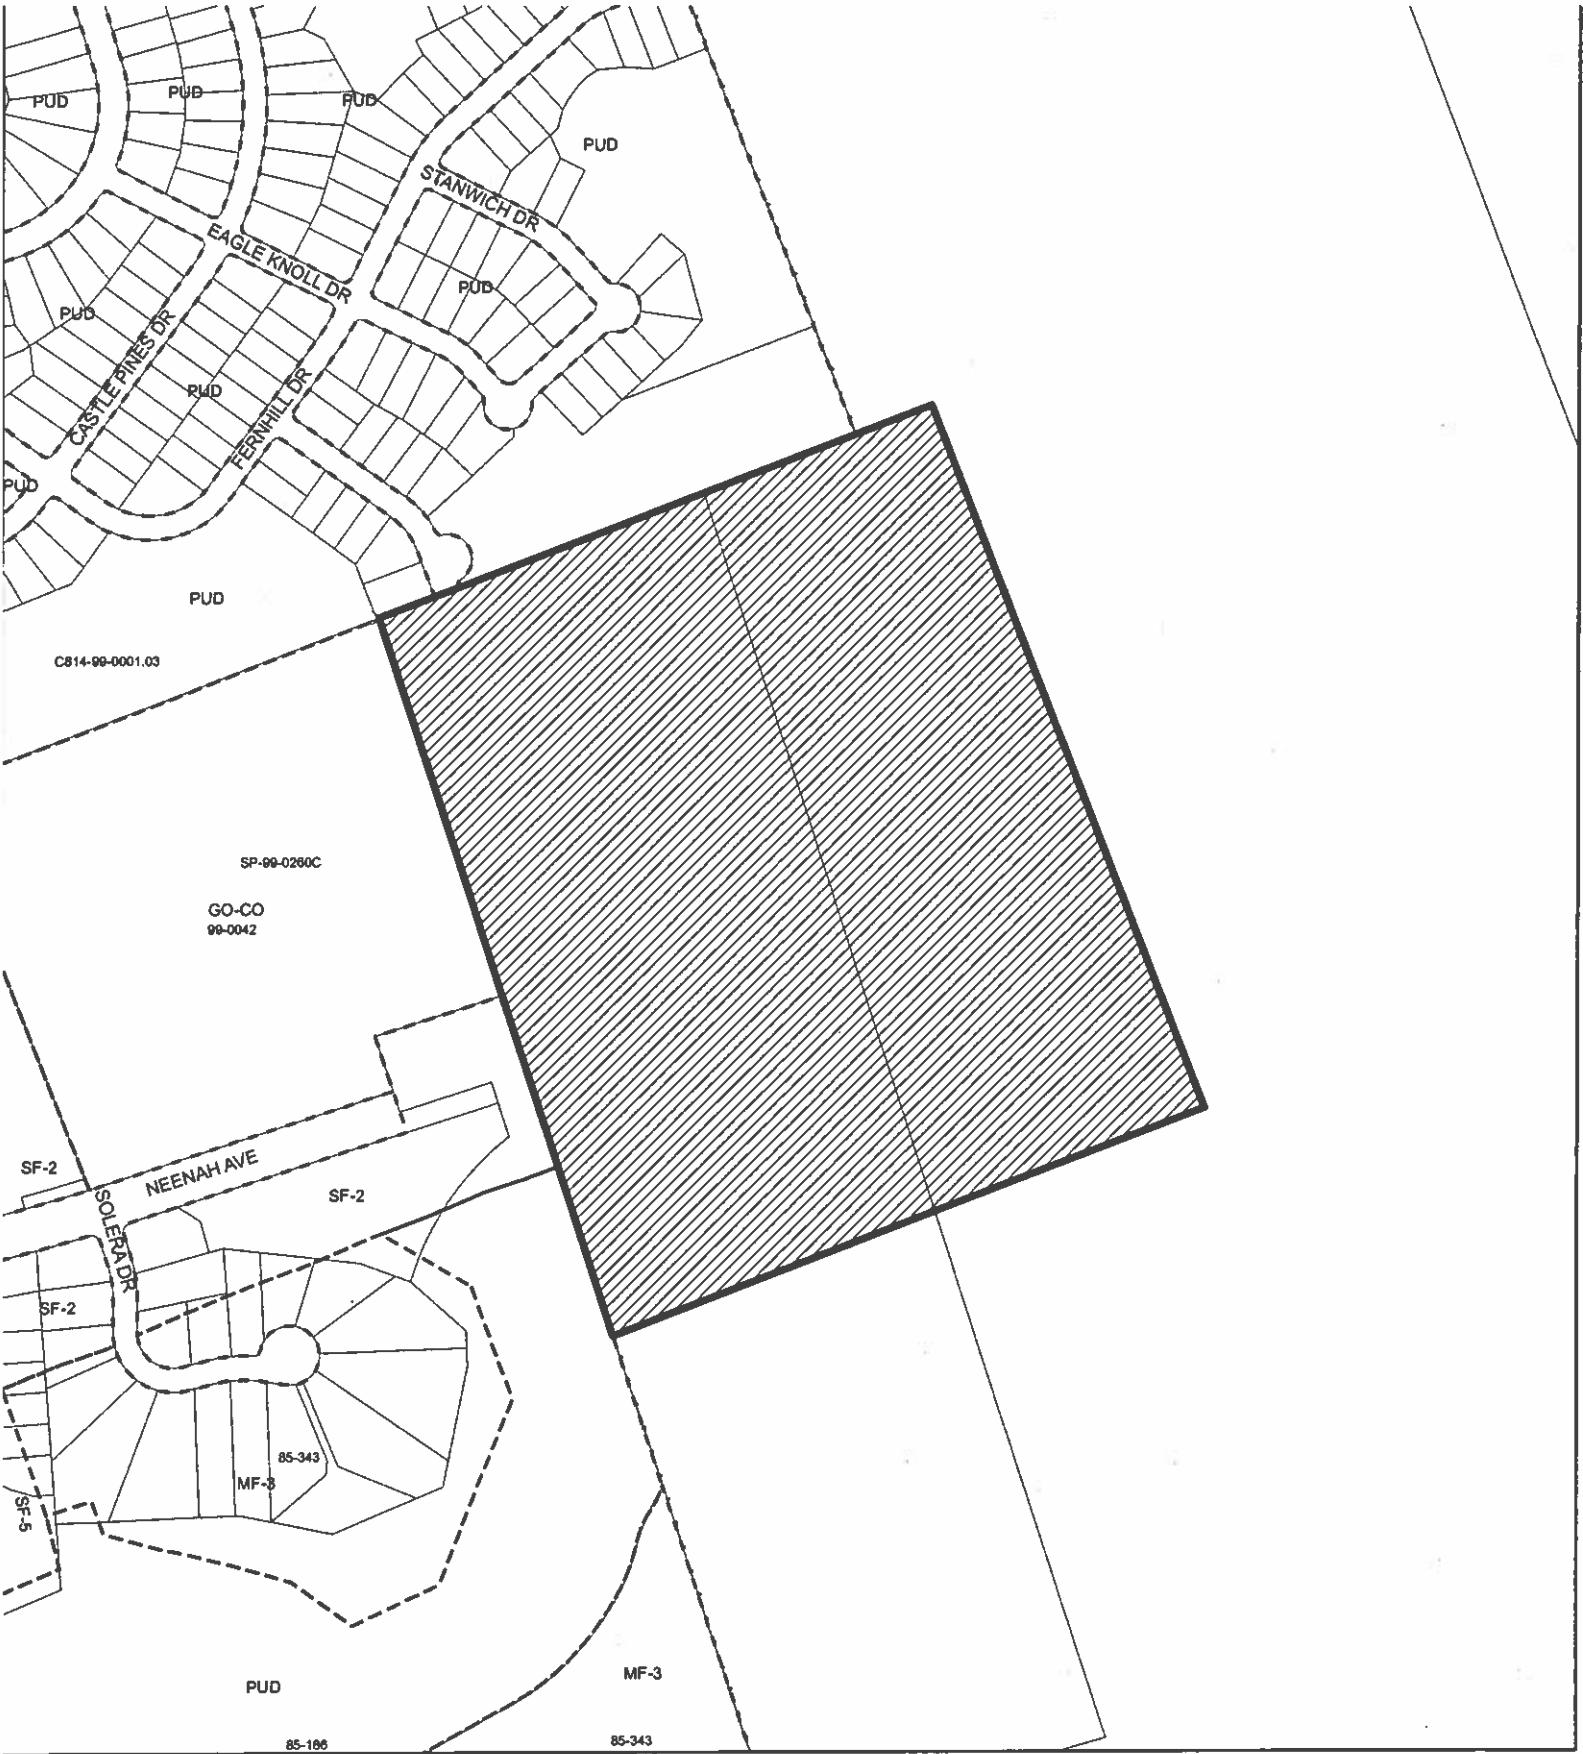 PUD
PUD
PUD
PUD
STANWICH DR
EAGLE KNOLL DR
PUD
PUD
CASTLE PINES DR
PUD
FERNHILL DR
PUD
PUD
C814-99-0001.03
SP-99-0260C
GO-CO
99-0042
SF-2
NEENAH AVE
SF-2
SOLERA DR
SF-2
85-343
MF-3
SF-5
MF-3
PUD
85-186
85-343